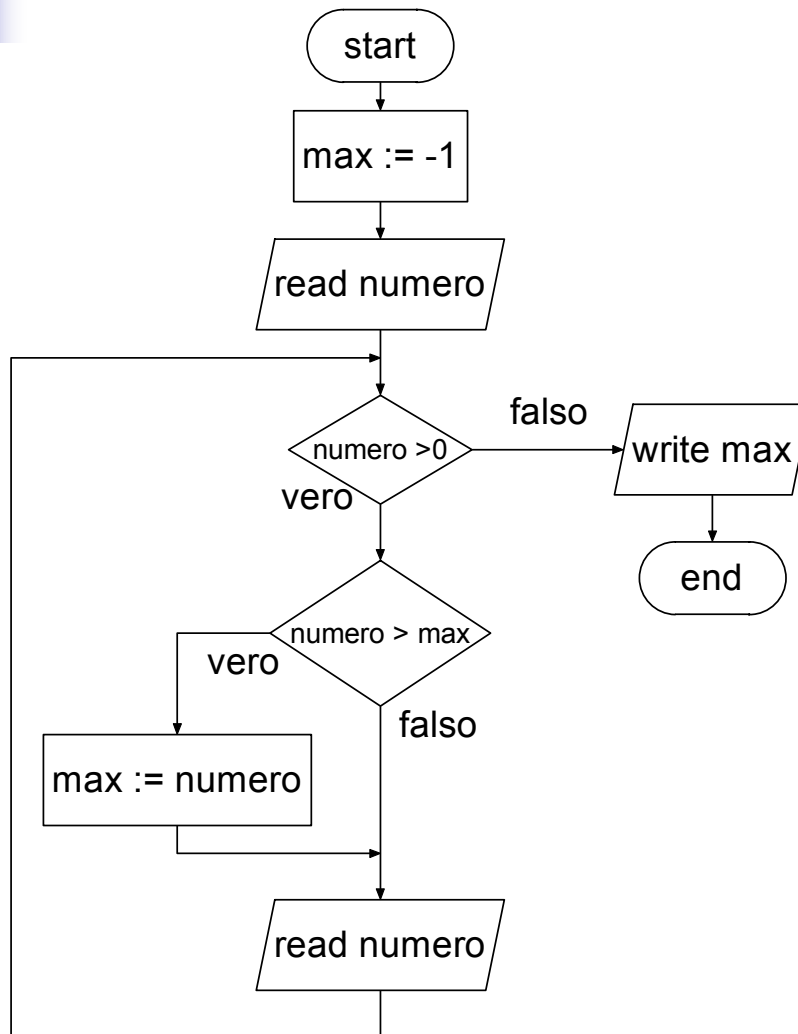 start
max := -1
read numero
numero >0
falso
write max
vero
end
numero > max
vero
falso
max := numero
read numero